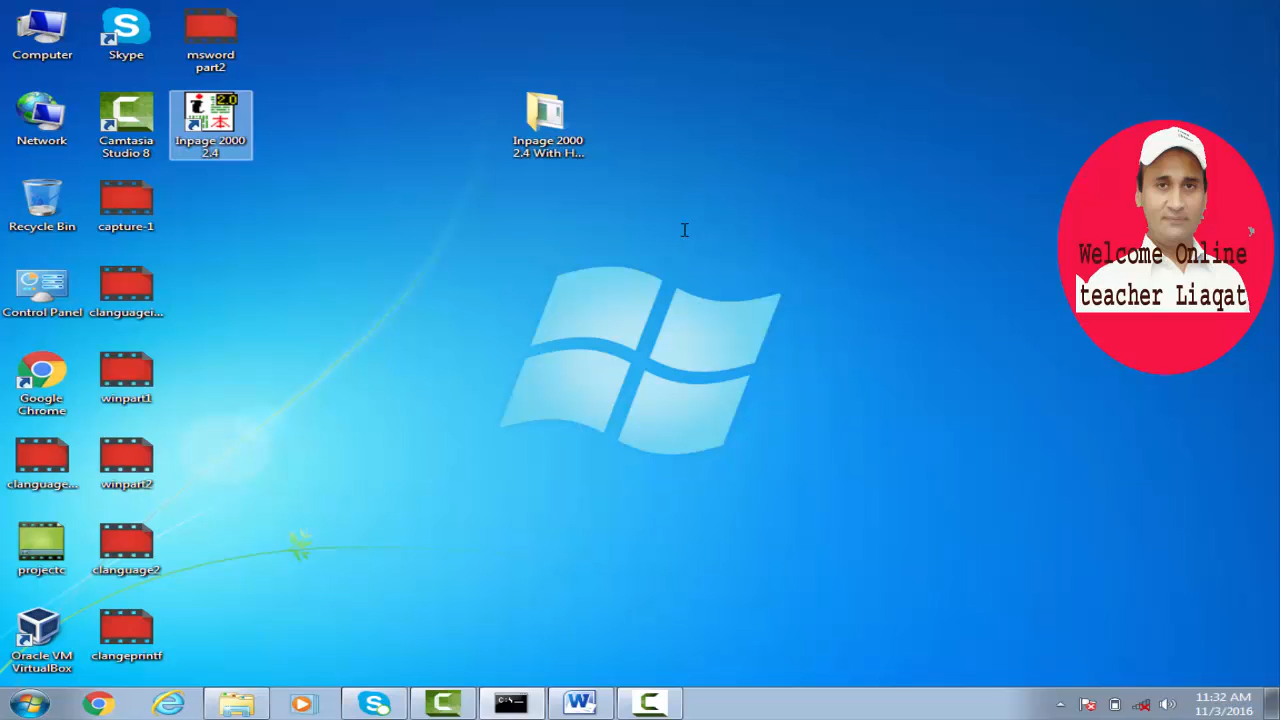 Computer
Skype
msword
part2
Network
Camtasia
Studio 8
2.0
Inpage 2000
2.4
Inpage 2000
2.4 With H...
Recycle Bin
capture-1
Control Panel
clanguagei...
Google
Chrome
winpart1
clanguage...
winpart2
projectc
clanguage2
Oracle VM
VirtualBox
clangeprintf
Welcome Online
teacher Liaqat
C:\
11:32 AM
11/3/2016